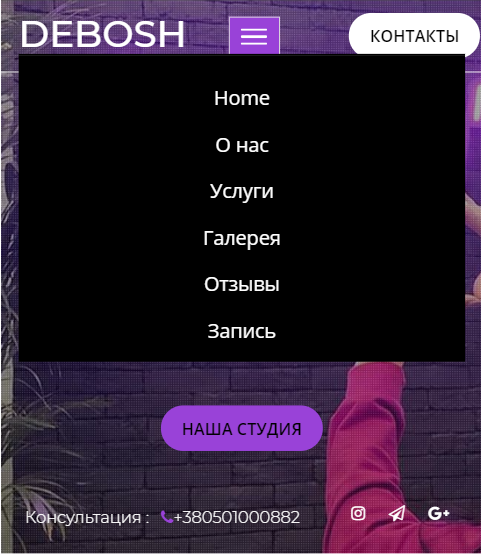 DEBOSH
КОНТАКТЫ
Home
О нас
Услуги
Галерея
Отзывы
Запись
НАША СТУДИЯ
Консультация : +380501000882
G+